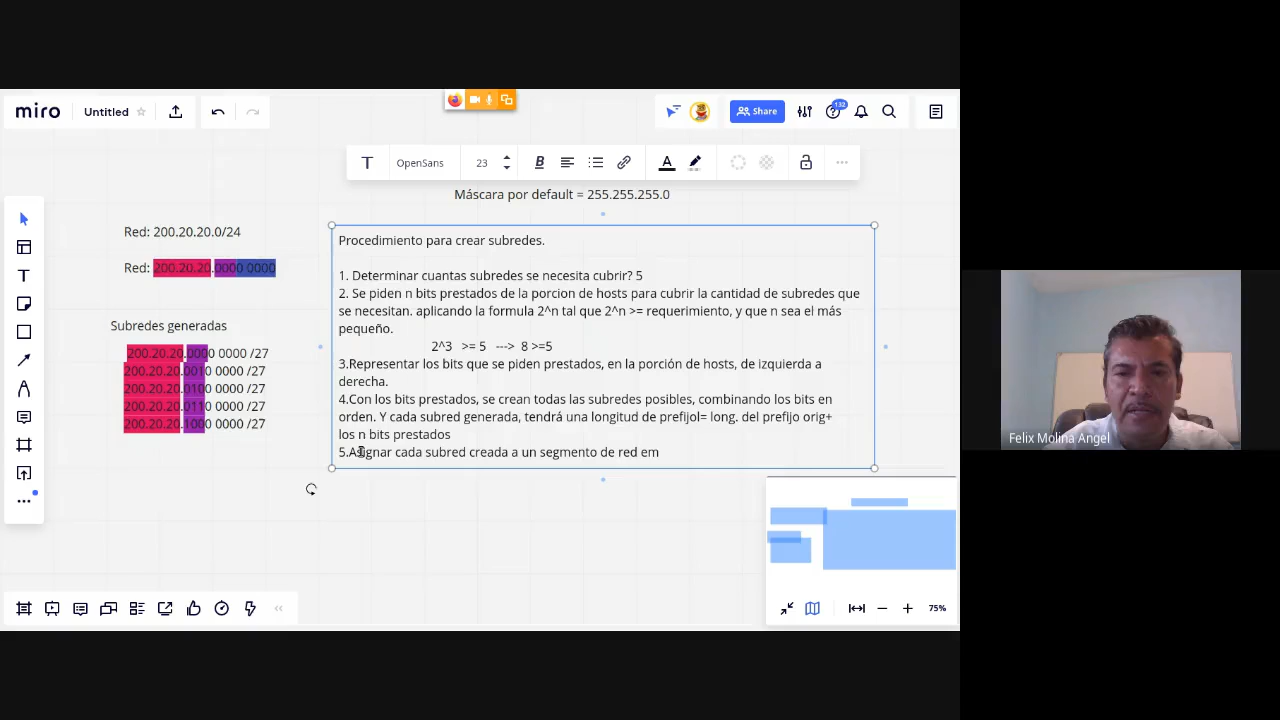 miro
Untitled
132
Share
OpenSans
23
B
A
Máscara por default = 255.255.255.0
Red: 200.20.20.0/24
Red: 200.20.20.0000 0000
Subredes generadas
200.20.20.0000 0000 /27
200.20.20.0010 0000 /27
200.20.20.0100 0000 /27
200.20.20.0110 0000 /27
200.20.20.1000 0000 /27
Procedimiento para crear subredes.
1. Determinar cuantas subredes se necesita cubrir? 5
2. Se piden n bits prestados de la porcion de hosts para cubrir la cantidad de subredes que
se necesitan. aplicando la formula 2^n tal que 2^n >= requerimiento, y que n sea el más
pequeño.
2^3 >= 5 ---> 8 >=5
3.Representar los bits que se piden prestados, en la porción de hosts, de izquierda a
derecha.
4.Con los bits prestados, se crean todas las subredes posibles, combinando los bits en
orden. Y cada subred generada, tendrá una longitud de prefijol= long. del prefijo orig+
los n bits prestados
5.Asignar cada subred creada a un segmento de red em
75%
Felix Molina Angel